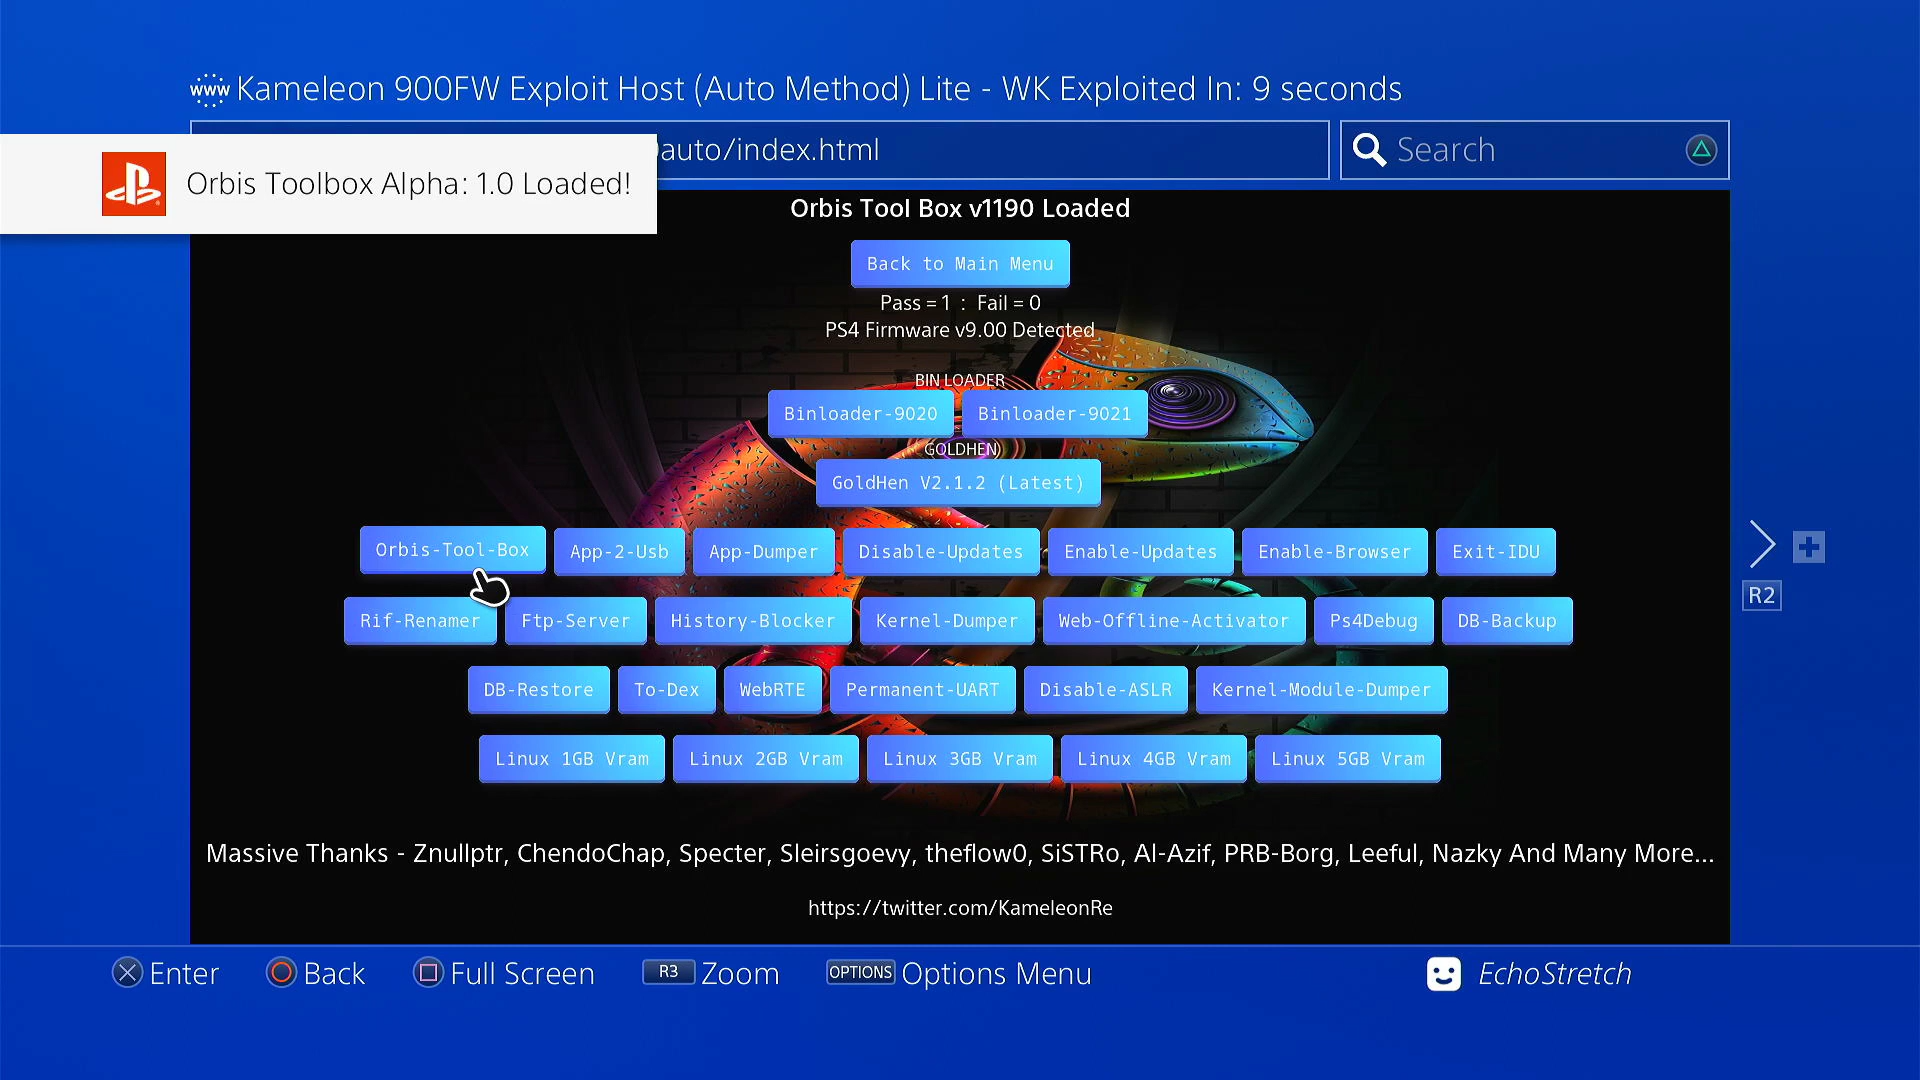 www Kameleon 900FW Exploit Host (Auto Method) Lite - WK Exploited In: 9 seconds
auto/index.html
Search
Orbis Toolbox Alpha: 1.0 Loaded!
Orbis Tool Box v1190 Loaded
Back to Main Menu
Pass = 1 : Fail = 0
PS4 Firmware v9.00 Detected
BIN LOADER
Binloader-9020 Binloader-9021
GOLDHEN
GoldHen V2.1.2 (Latest)
Orbis-Tool-Box App-2-Usb App-Dumper Disable-Updates Enable-Updates Enable-Browser Exit-IDU
R2
Rif-Renamer Ftp-Server History-Blocker Kernel-Dumper Web-Offline-Activator Ps4Debug DB-Backup
DB-Restore To-Dex WebRTE Permanent-UART Disable-ASLR Kernel-Module-Dumper
Linux 1GB Vram Linux 2GB Vram Linux 3GB Vram Linux 4GB Vram Linux 5GB Vram
Massive Thanks - Znullptr, ChendoChap, Specter, Sleirsgoevy, theflow0, SiSTRo, Al-Azif, PRB-Borg, Leeful, Nazky And Many More...
https://twitter.com/KameleonRe
Enter Back Full Screen R3 Zoom OPTIONS Options Menu EchoStretch